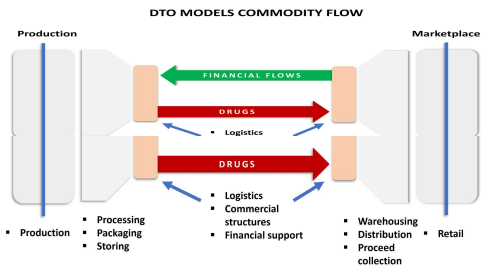 DTO MODELS COMMODITY FLOW
Production
Marketplace
FINANCIAL FLOWS
DRUGS
▪ Logistics
DRUGS
▪ Production
▪ Processing
▪ Packaging
▪ Storing
▪ Logistics
▪ Commercial
structures
▪ Financial support
▪ Warehousing
▪ Distribution
▪ Proceed
collection
▪ Retail